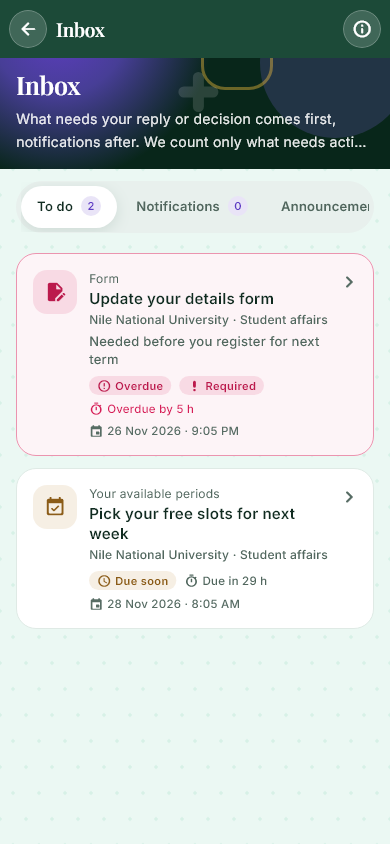 Inbox
Inbox
What needs your reply or decision comes first,
notifications after. We count only what needs acti...
To do 2
Notifications 0
Announcemer
Form
Update your details form
Nile National University · Student affairs
Needed before you register for next
term
Overdue
Required
Overdue by 5 h
26 Nov 2026 · 9:05 PM
Your available periods
Pick your free slots for next
week
Nile National University · Student affairs
Due soon
Due in 29 h
28 Nov 2026 · 8:05 AM